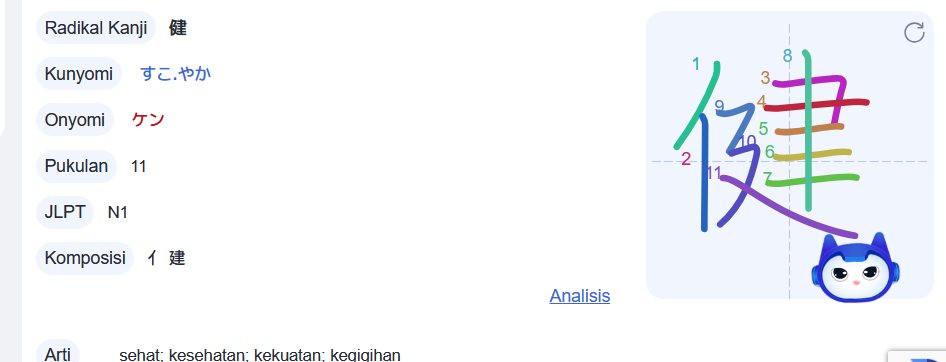 Radikal Kanji 健
Kunyomi すこ.やか
Onyomi ケン
Pukulan 11
JLPT N1
Komposisi 亻 建
Analisis
Arti sehat; kesehatan; kekuatan; kegigihan
1
8
3
9
4
5
10
2
6
11
7